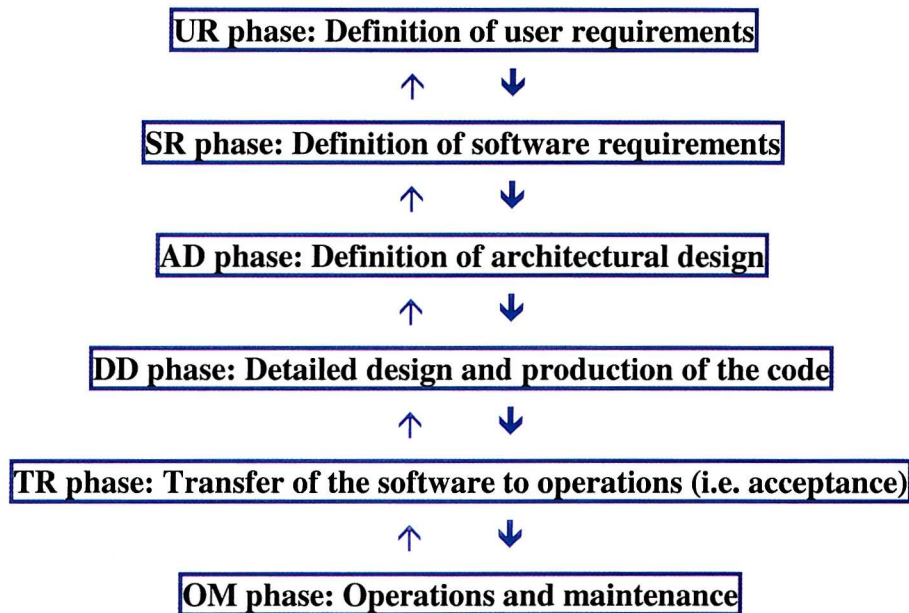 UR phase: Definition of user requirements
SR phase: Definition of software requirements
AD phase: Definition of architectural design
DD phase: Detailed design and production of the code
TR phase: Transfer of the software to operations (i.e. acceptance)
OM phase: Operations and maintenance